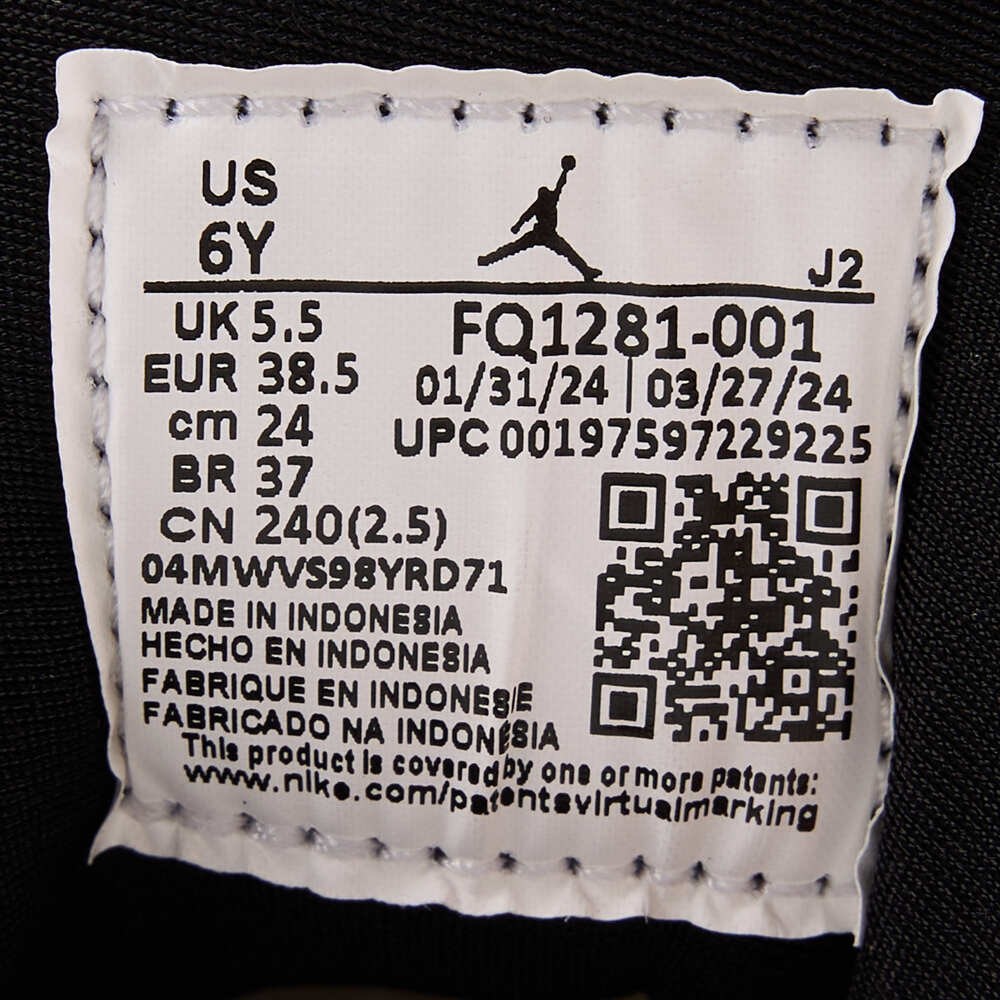 US
6Y
J2
UK 5.5
EUR 38.5
cm 24
BR 37
CN 240(2.5)
FQ1281-001
01/31/24 | 03/27/24
UPC 00197597229225
04MWVS98YRD71
MADE IN INDONESIA
HECHO EN INDONESIA
FABRIQUE EN INDONESIE
FABRICADO NA INDONESIA
This product is covered by one or more patents:
www.nike.com/patentsvirtualmarking